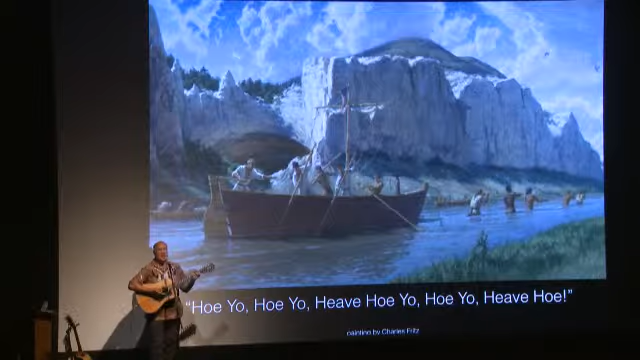 “Hoe Yo, Hoe Yo, Heave Hoe Yo, Hoe Yo, Heave Hoe!”
painting by Charles Fritz